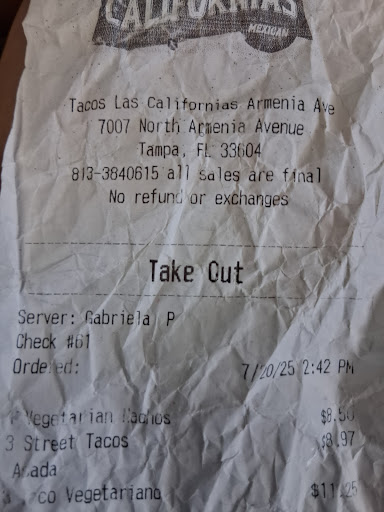 CALIFORNIAS
MEXICAN
Tacos Las Californias Armenia Ave
7007 North Armenia Avenue
Tampa, FL 33604
813-3840615 all sales are final
No refund or exchanges
Take Out
Server: Gabriela P
Check #61
Ordered:
7/20/25 2:42 PM
Vegetarian Nachos $8.50
3 Street Tacos $8.97
Asada
3 Taco Vegetariano $11.25